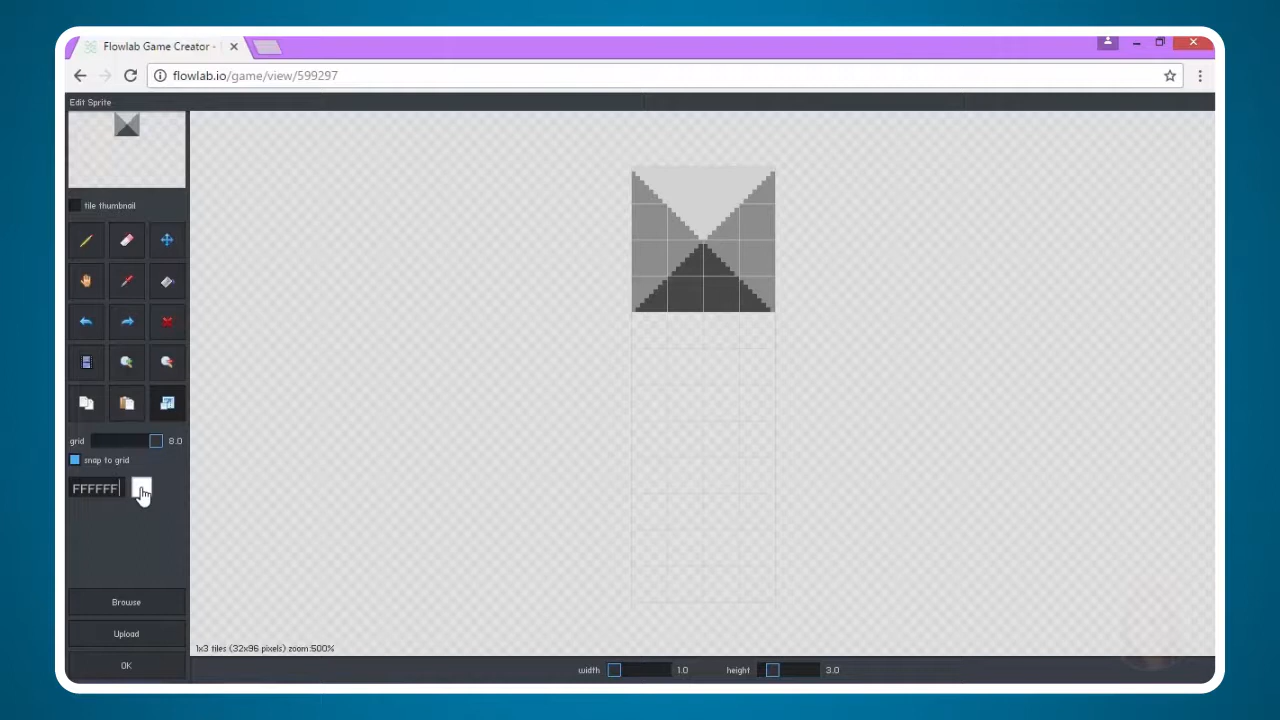 Flowlab Game Creator -
flowlab.io/game/view/599297
Edit Sprite
tile thumbnail
grid 8.0
snap to grid
FFFFFF
Browse
Upload
OK
1x3 tiles (32x96 pixels) zoom:500%
width 1.0 height 3.0